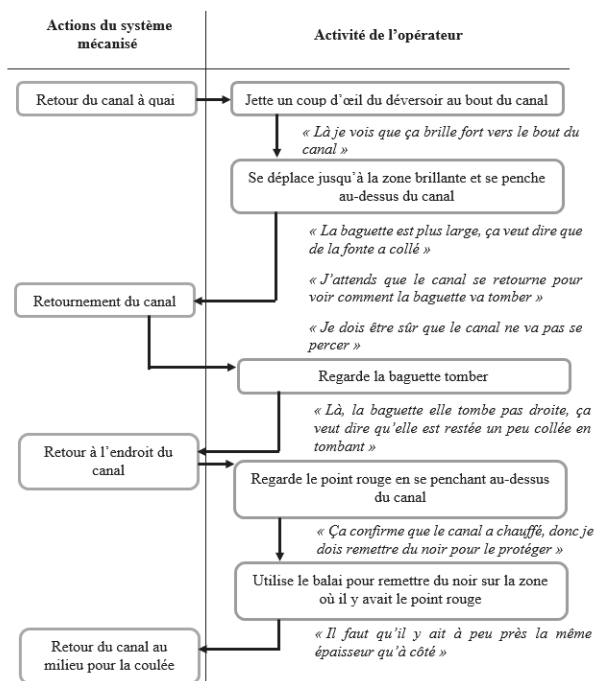 Actions du système
mécanisé
Activité de l'opérateur
Retour du canal à quai
Jette un coup d'œil du déversoir au bout du canal
« Là je vois que ça brille fort vers le bout du
canal »
Se déplace jusqu'à la zone brillante et se penche
au-dessus du canal
« La baguette est plus large, ça veut dire que
de la fonte a collé »
« J'attends que le canal se retourne pour
voir comment la baguette va tomber »
Retournement du canal
« Je dois être sûr que le canal ne va pas se
percer »
Regarde la baguette tomber
« Là, la baguette elle tombe pas droite, ça
veut dire qu'elle est restée un peu collée en
tombant »
Retour à l'endroit du
canal
Regarde le point rouge en se penchant au-dessus
du canal
« Ça confirme que le canal a chauffé, donc je
dois remettre du noir pour le protéger »
Utilise le balai pour remettre du noir sur la zone
où il y avait le point rouge
« Il faut qu'il y ait à peu près la même
épaisseur qu'à côté »
Retour du canal au
milieu pour la coulée